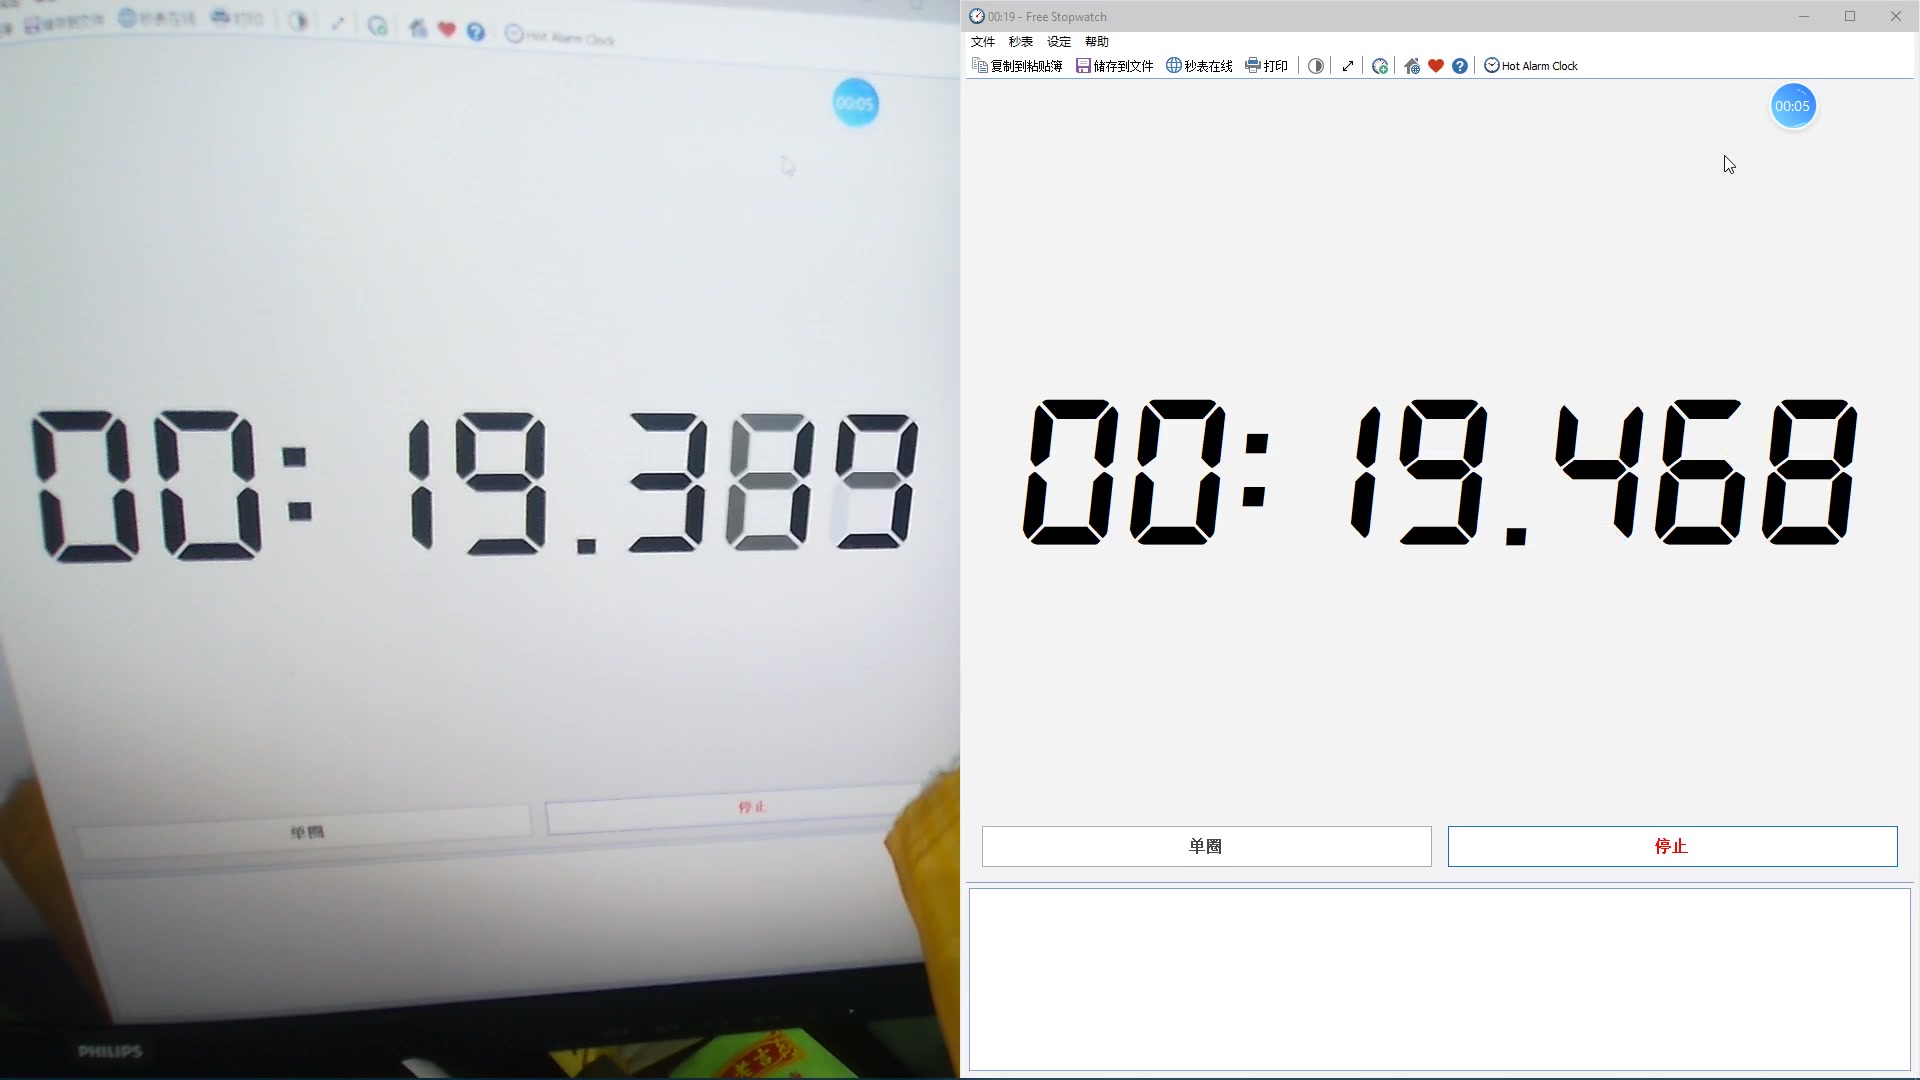 储存到文件 秒表在线 打印 Hot Alarm Clock
00:05
00:19.3
单圈 停止
PHILIPS
00:19 - Free Stopwatch
文件 秒表 设定 帮助
复制到粘贴簿 储存到文件 秒表在线 打印 Hot Alarm Clock
00:05
00:19.468
单圈 停止